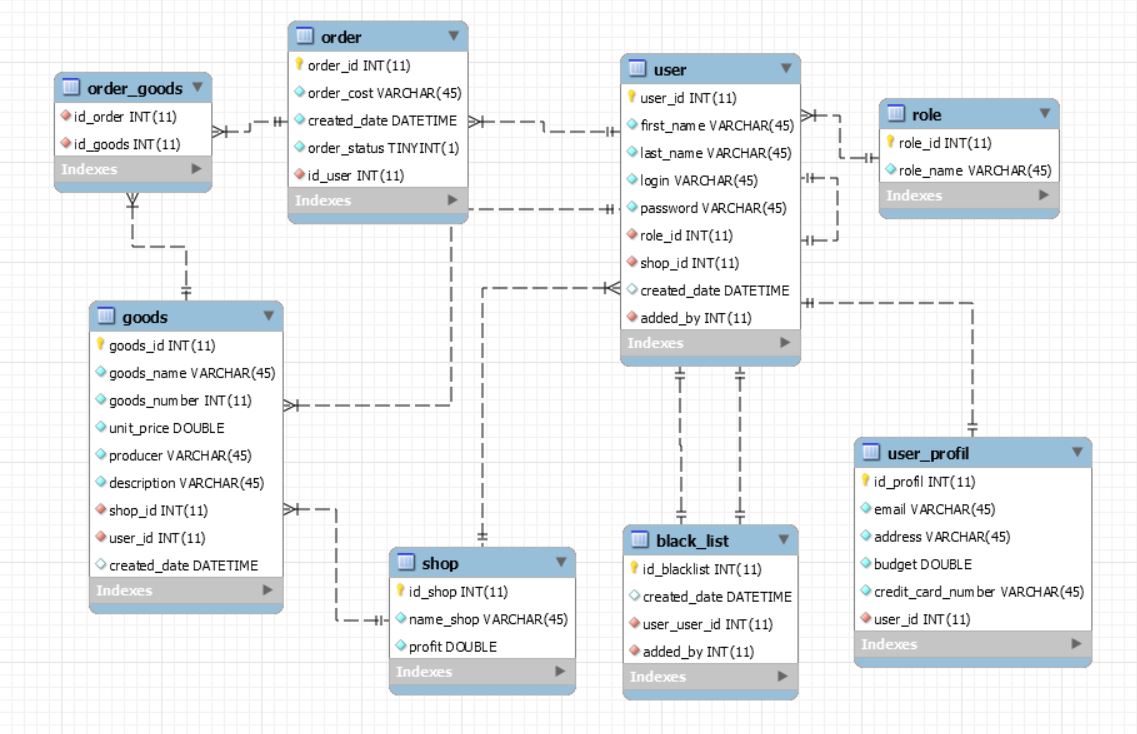 order_goods
id_order INT(11)
id_goods INT(11)
Indexes
order
order_id INT(11)
order_cost VARCHAR(45)
created_date DATETIME
order_status TINYINT(1)
id_user INT(11)
Indexes
user
user_id INT(11)
first_name VARCHAR(45)
last_name VARCHAR(45)
login VARCHAR(45)
password VARCHAR(45)
role_id INT(11)
shop_id INT(11)
created_date DATETIME
added_by INT(11)
Indexes
role
role_id INT(11)
role_name VARCHAR(45)
Indexes
goods
goods_id INT(11)
goods_name VARCHAR(45)
goods_number INT(11)
unit_price DOUBLE
producer VARCHAR(45)
description VARCHAR(45)
shop_id INT(11)
user_id INT(11)
created_date DATETIME
Indexes
shop
id_shop INT(11)
name_shop VARCHAR(45)
profit DOUBLE
Indexes
black_list
id_blacklist INT(11)
created_date DATETIME
user_user_id INT(11)
added_by INT(11)
Indexes
user_profil
id_profil INT(11)
email VARCHAR(45)
address VARCHAR(45)
budget DOUBLE
credit_card_number VARCHAR(45)
user_id INT(11)
Indexes